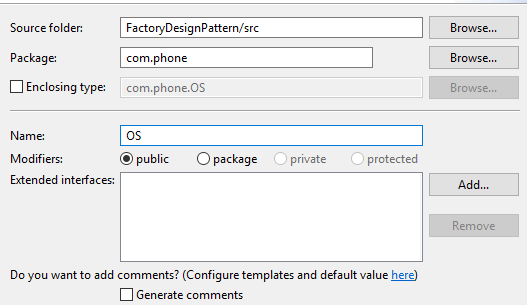 Source folder: FactoryDesignPattern/src Browse...
Package: com.phone Browse...
Enclosing type: com.phone.OS Browse...
Name: OS
Modifiers: public package private protected
Extended interfaces: Add...
Remove
Do you want to add comments? (Configure templates and default value here)
Generate comments